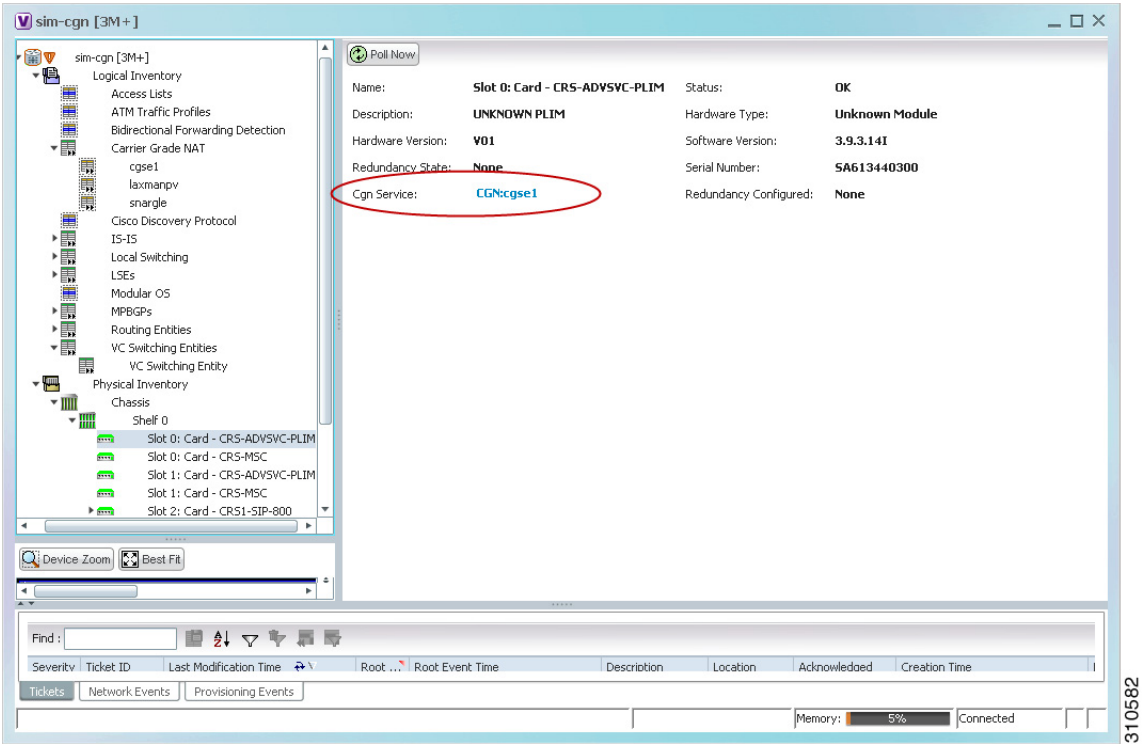 V sim-cgn [3M+]
sim-cgn [3M+]
Logical Inventory
Access Lists
ATM Traffic Profiles
Bidirectional Forwarding Detection
Carrier Grade NAT
cgse1
laxmanpv
snargle
Cisco Discovery Protocol
IS-IS
Local Switching
LSEs
Modular OS
MPBGPs
Routing Entities
VC Switching Entities
VC Switching Entity
Physical Inventory
Chassis
Shelf 0
Slot 0: Card - CRS-ADVSVC-PLIM
Slot 0: Card - CRS-MSC
Slot 1: Card - CRS-ADVSVC-PLIM
Slot 1: Card - CRS-MSC
Slot 2: Card - CRS1-SIP-800
Device Zoom Best Fit
Poll Now
Name: Slot 0: Card - CRS-ADVSVC-PLIM Status: OK
Description: UNKNOWN PLIM Hardware Type: Unknown Module
Hardware Version: V01 Software Version: 3.9.3.14I
Redundancy State: None Serial Number: SA613440300
Cgn Service: CGN:cgse1 Redundancy Configured: None
Find :
Severity Ticket ID Last Modification Time Root ... Root Event Time Description Location Acknowledged Creation Time
Tickets Network Events Provisioning Events
Memory: 5% Connected
310582